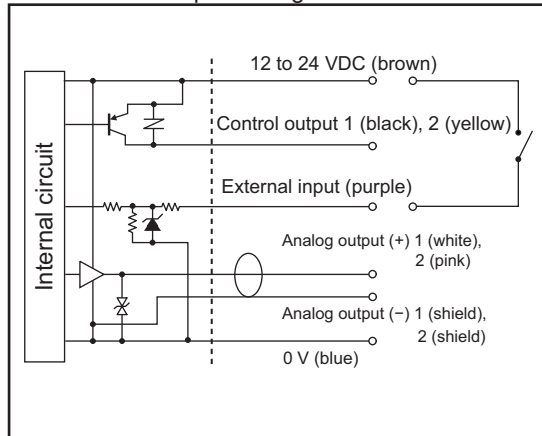 12 to 24 VDC (brown)
Control output 1 (black), 2 (yellow)
External input (purple)
Internal circuit
Analog output (+) 1 (white),
2 (pink)
Analog output (−) 1 (shield),
2 (shield)
0 V (blue)